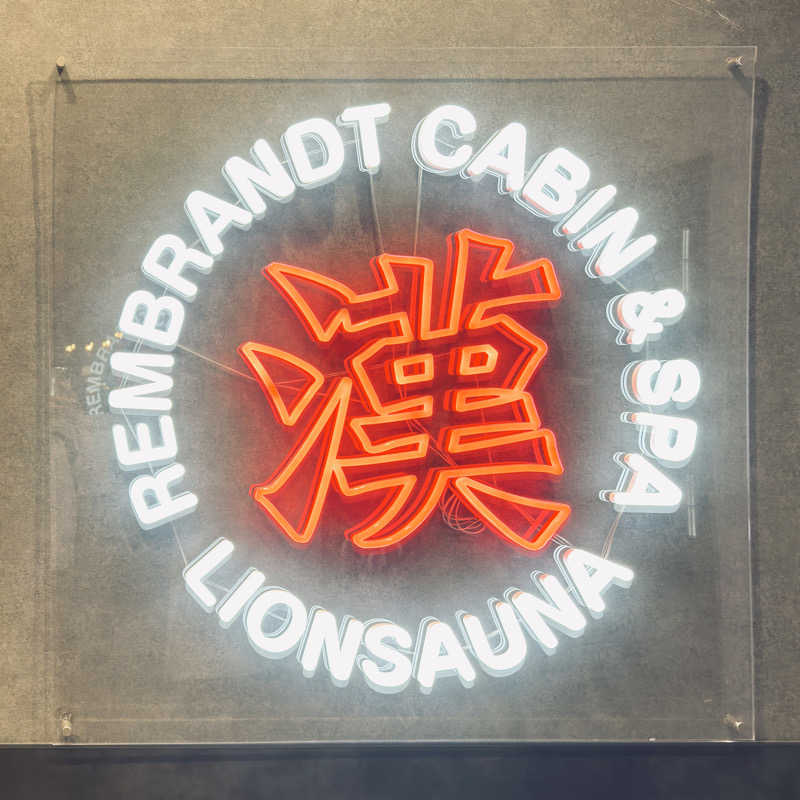 REMBRANDT CABIN & SPA
漢
LIONSAUNA